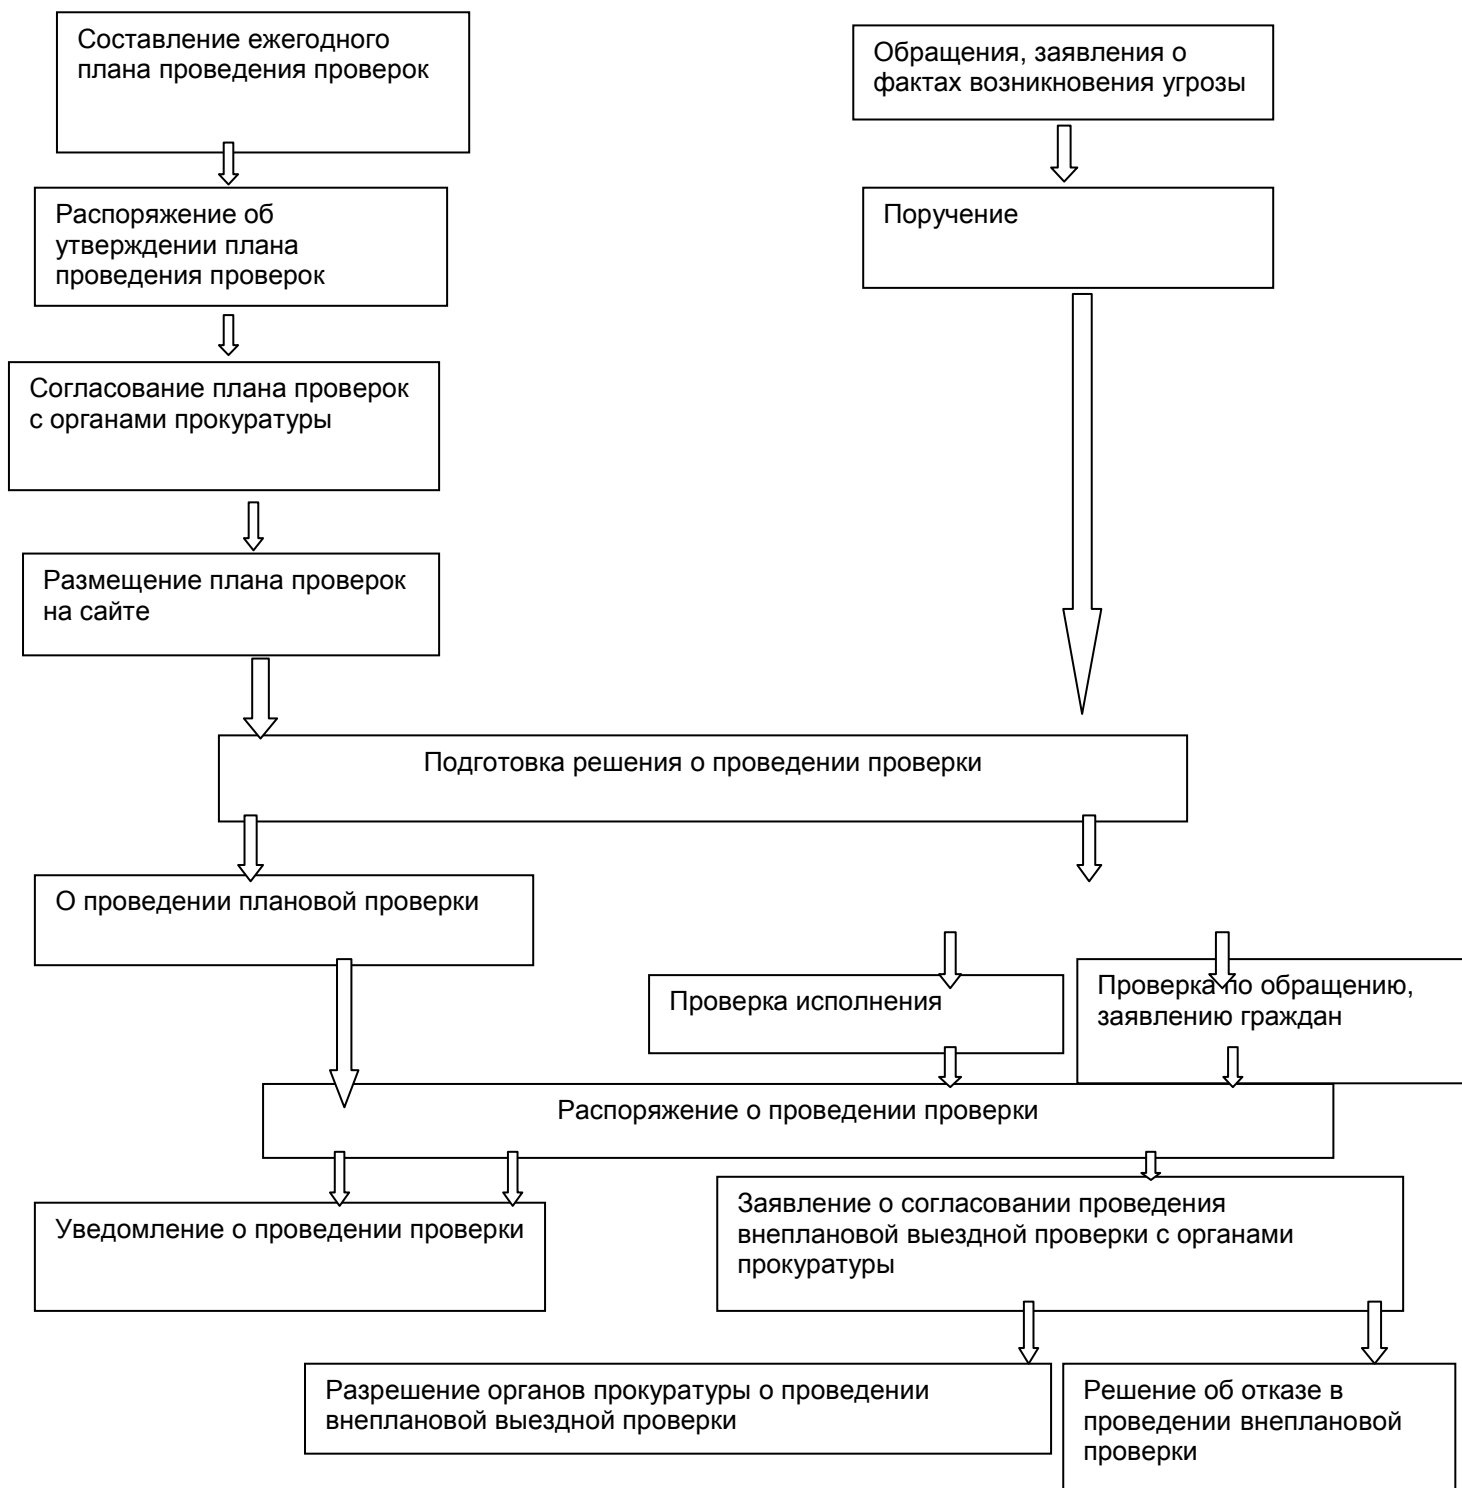 Составление ежегодного
плана проведения проверок
Обращения, заявления о
фактах возникновения угрозы
Распоряжение об
утверждении плана
проведения проверок
Поручение
Согласование плана проверок
с органами прокуратуры
Размещение плана проверок
на сайте
Подготовка решения о проведении проверки
О проведении плановой проверки
Проверка исполнения
Проверка по обращению,
заявлению граждан
Распоряжение о проведении проверки
Уведомление о проведении проверки
Заявление о согласовании проведения
внеплановой выездной проверки с органами
прокуратуры
Разрешение органов прокуратуры о проведении
внеплановой выездной проверки
Решение об отказе в
проведении внеплановой
проверки